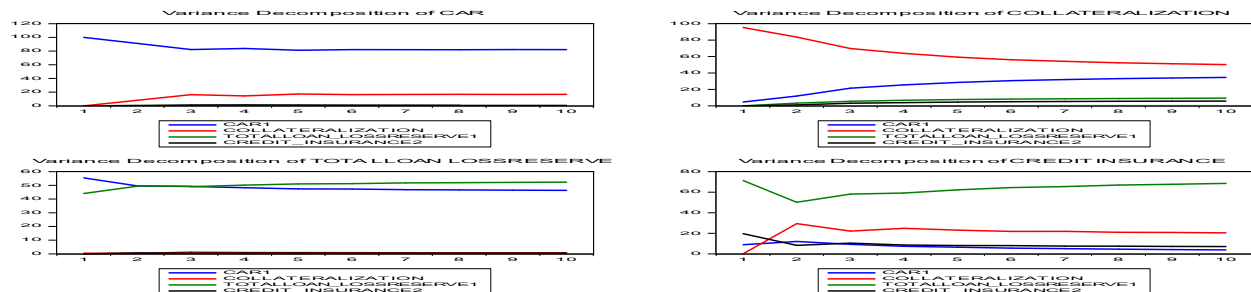 Variance Decomposition of CAR
120
100
80
60
40
20
0
1 2 3 4 5 6 7 8 9 10
CAR1
COLLATERALIZATION
TOTALLOAN_LOSSRESERVE1
CREDIT_INSURANCE2
Variance Decomposition of COLLATERALIZATION
100
80
60
40
20
0
1 2 3 4 5 6 7 8 9 10
CAR1
COLLATERALIZATION
TOTALLOAN_LOSSRESERVE1
CREDIT_INSURANCE2
Variance Decomposition of TOTALLOAN LOSSRESERVE
60
50
40
30
20
10
0
1 2 3 4 5 6 7 8 9 10
CAR1
COLLATERALIZATION
TOTALLOAN_LOSSRESERVE1
CREDIT_INSURANCE2
Variance Decomposition of CREDIT INSURANCE
80
60
40
20
0
1 2 3 4 5 6 7 8 9 10
CAR1
COLLATERALIZATION
TOTALLOAN_LOSSRESERVE1
CREDIT_INSURANCE2